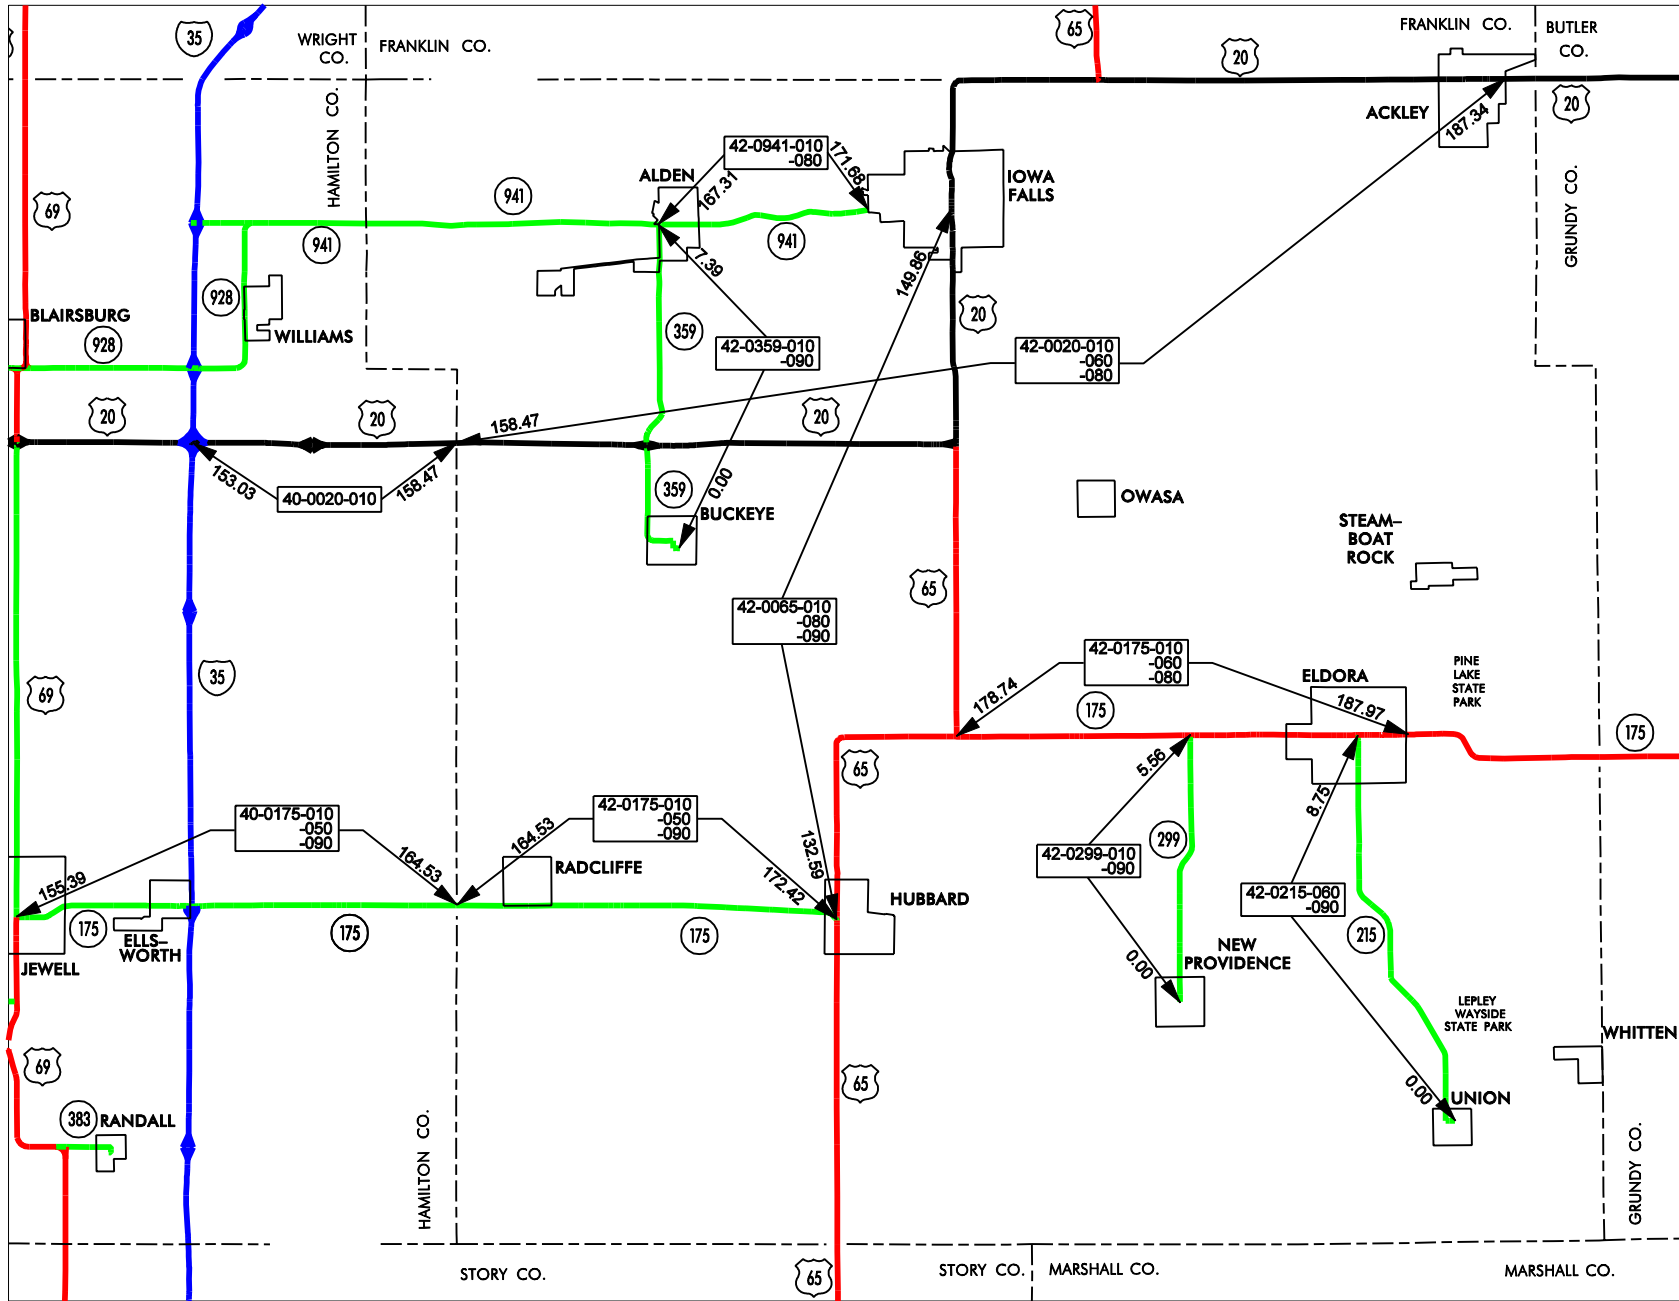 35
WRIGHT
CO.
FRANKLIN CO.
65
20
FRANKLIN CO.
BUTLER
CO.
HAMILTON CO.
69
941
941
928
ALDEN
42-0941-010
-080
167.31
171.68
941
IOWA
FALLS
ACKLEY
187.34
20
GRUNDY CO.
BLAIRSBURG
928
WILLIAMS
7.39
359
42-0359-010
-090
149.86
20
42-0020-010
-060
-080
20
20
158.47
20
153.03
40-0020-010
158.47
359
0.00
BUCKEYE
OWASA
STEAM-
BOAT
ROCK
42-0065-010
-080
-090
65
69
35
42-0175-010
-060
-080
178.74
175
ELDORA
187.97
PINE
LAKE
STATE
PARK
175
65
5.56
8.75
40-0175-010
-050
-090
155.39
164.53
42-0175-010
-050
-090
164.53
172.42
132.59
RADCLIFFE
HUBBARD
299
42-0299-010
-090
42-0215-060
-090
175
ELLS-
WORTH
175
175
JEWELL
215
NEW
PROVIDENCE
0.00
LEPLEY
WAYSIDE
STATE PARK
WHITTEN
69
65
0.00
UNION
383
RANDALL
HAMILTON CO.
GRUNDY CO.
STORY CO.
65
STORY CO.
MARSHALL CO.
MARSHALL CO.